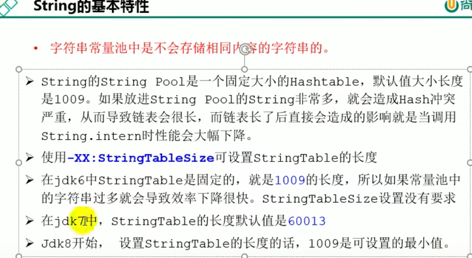 String的基本特性
尚
• 字符串常量池中是不会存储相同内容的字符串的。
➢ String的String Pool是一个固定大小的Hashtable，默认值大小长度
是1009。如果放进String Pool的String非常多，就会造成Hash冲突
严重，从而导致链表会很长，而链表长了后直接会造成的影响就是当调用
String.intern时性能会大幅下降。
➢ 使用-XX:StringTableSize可设置StringTable的长度
➢ 在jdk6中StringTable是固定的，就是1009的长度，所以如果常量池中
的字符串过多就会导致效率下降很快。StringTableSize设置没有要求
➢ 在jdk7中，StringTable的长度默认值是60013
➢ Jdk8开始， 设置StringTable的长度的话，1009是可设置的最小值。